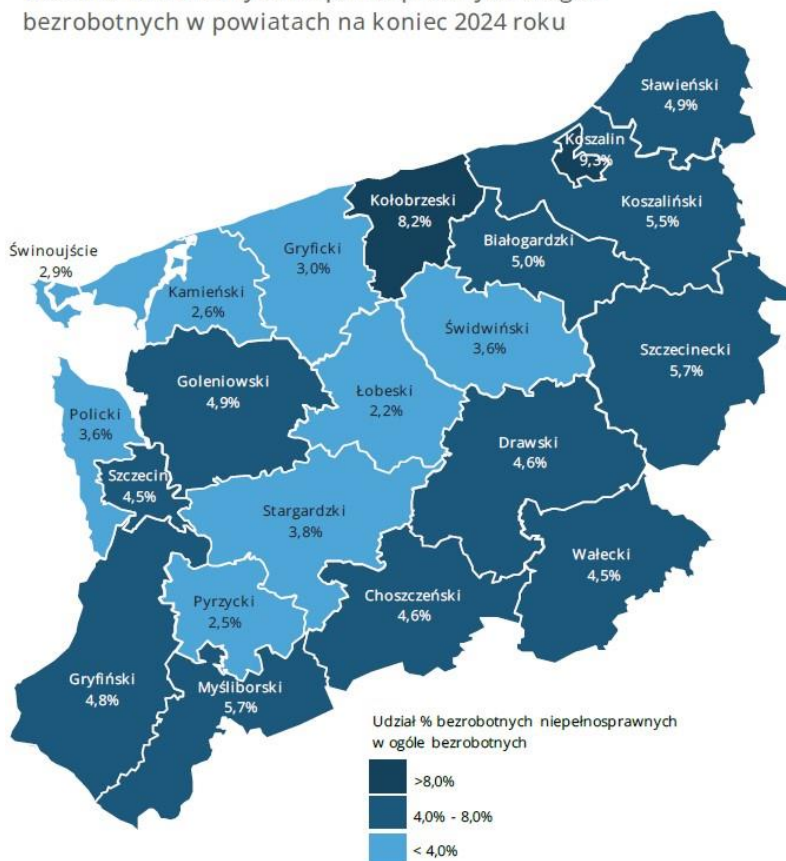 bezrobotnych w powiatach na koniec 2024 roku
Sławieński
4,9%
Koszalin
9,3%
Kołobrzeski
8,2%
Koszaliński
5,5%
Białogardzki
5,0%
Gryficki
3,0%
Świnoujście
2,9%
Kamieński
2,6%
Świdwiński
3,6%
Szczecinecki
5,7%
Goleniowski
4,9%
Łobeski
2,2%
Policki
3,6%
Drawski
4,6%
Szczecin
4,5%
Stargardzki
3,8%
Wałecki
4,5%
Choszczeński
4,6%
Pyrzycki
2,5%
Gryfiński
4,8%
Myśliborski
5,7%
Udział % bezrobotnych niepełnosprawnych
w ogóle bezrobotnych
>8,0%
4,0% - 8,0%
< 4,0%